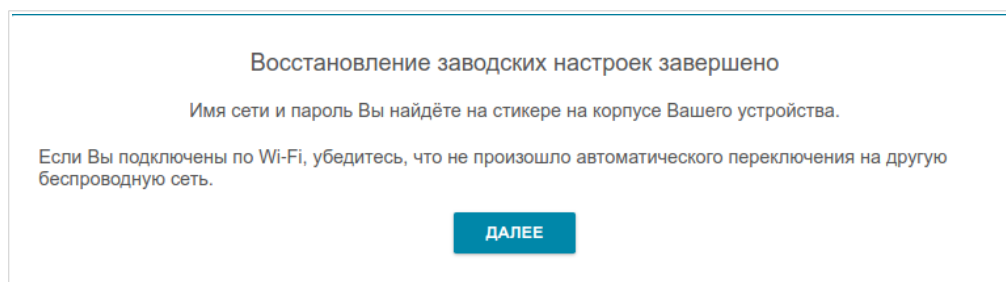 Восстановление заводских настроек завершено
Имя сети и пароль Вы найдёте на стикере на корпусе Вашего устройства.
Если Вы подключены по Wi-Fi, убедитесь, что не произошло автоматического переключения на другую
беспроводную сеть.
ДАЛЕЕ